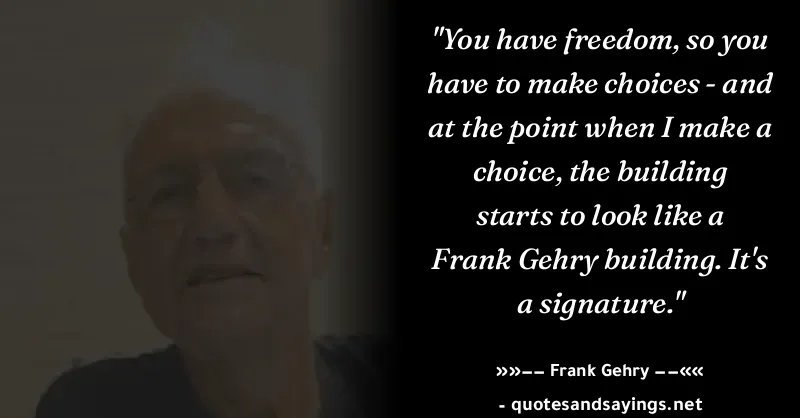 "You have freedom, so you
have to make choices - and
at the point when I make a
choice, the building
starts to look like a
Frank Gehry building. It's
a signature."
»»−− Frank Gehry −−««
- quotesandsayings.net